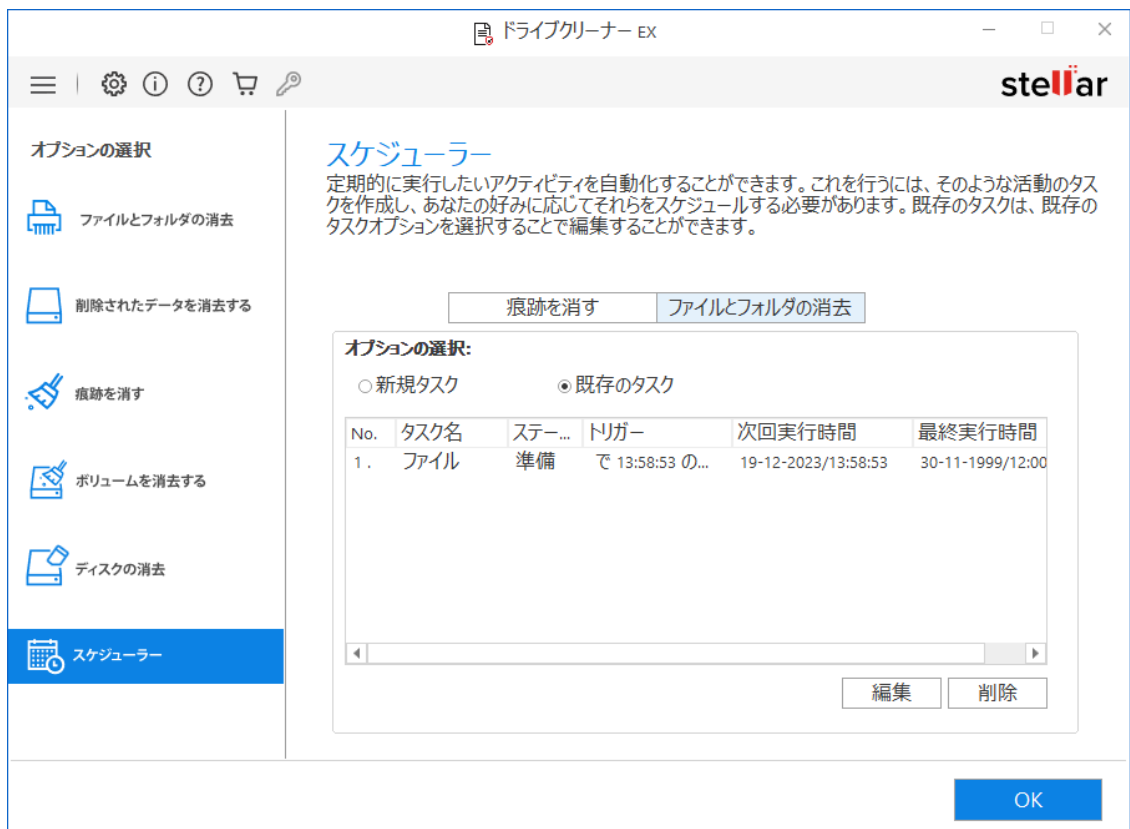 ドライブクリーナー EX
stellar
オプションの選択
ファイルとフォルダの消去
削除されたデータを消去する
痕跡を消す
ボリュームを消去する
ディスクの消去
スケジューラー
スケジューラー
定期的に実行したいアクティビティを自動化することができます。これを行うには、そのような活動のタス
クを作成し、あなたの好みに応じてそれらをスケジュールする必要があります。既存のタスクは、既存の
タスクオプションを選択することで編集することができます。
痕跡を消す ファイルとフォルダの消去
オプションの選択:
新規タスク 既存のタスク
No. タスク名 ステー... トリガー 次回実行時間 最終実行時間
1 . ファイル 準備 で 13:58:53 の... 19-12-2023/13:58:53 30-11-1999/12:00
編集 削除
OK